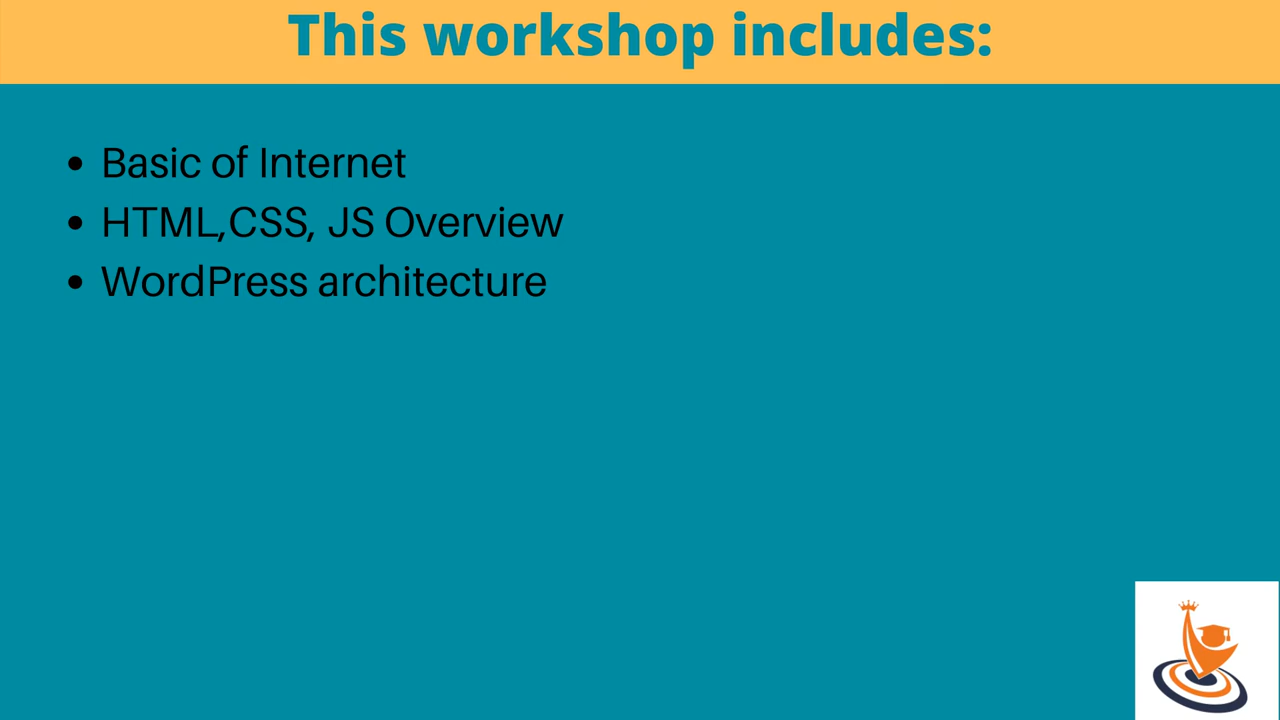 This workshop includes:
• Basic of Internet
• HTML,CSS, JS Overview
• WordPress architecture